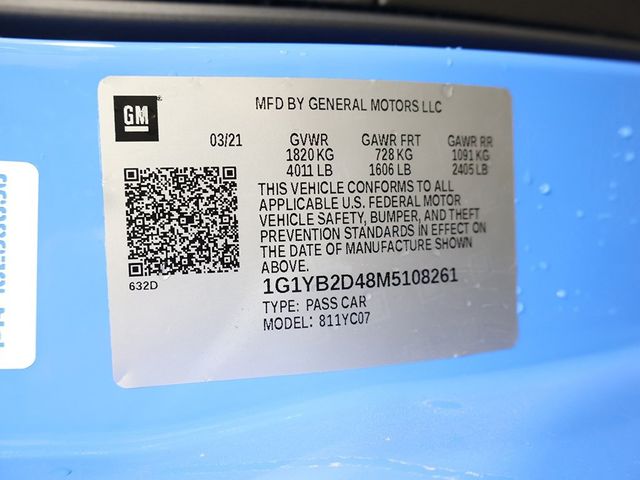 MFD BY GENERAL MOTORS LLC
GM
03/21 GVWR GAWR FRT GAWR RR
1820 KG 728 KG 1091 KG
4011 LB 1606 LB 2405 LB
THIS VEHICLE CONFORMS TO ALL
APPLICABLE U.S. FEDERAL MOTOR
VEHICLE SAFETY, BUMPER, AND THEFT
PREVENTION STANDARDS IN EFFECT ON
THE DATE OF MANUFACTURE SHOWN
ABOVE.
632D
1G1YB2D48M5108261
TYPE: PASS CAR
MODEL: 811YC07